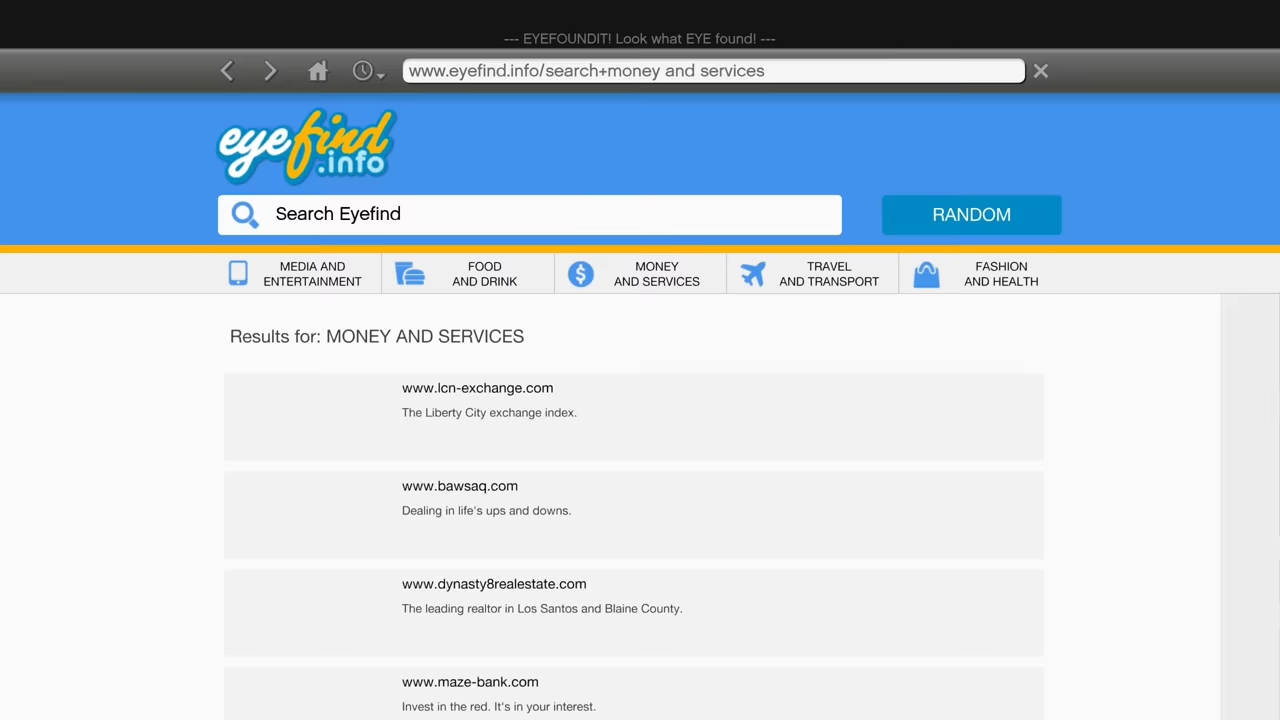 --- EYEFOUNDIT! Look what EYE found! ---
www.eyefind.info/search+money and services
eyefind
.info
Search Eyefind
RANDOM
MEDIA AND
ENTERTAINMENT
FOOD
AND DRINK
MONEY
AND SERVICES
TRAVEL
AND TRANSPORT
FASHION
AND HEALTH
Results for: MONEY AND SERVICES
www.lcn-exchange.com
The Liberty City exchange index.
www.bawsaq.com
Dealing in life's ups and downs.
www.dynasty8realestate.com
The leading realtor in Los Santos and Blaine County.
www.maze-bank.com
Invest in the red. It's in your interest.